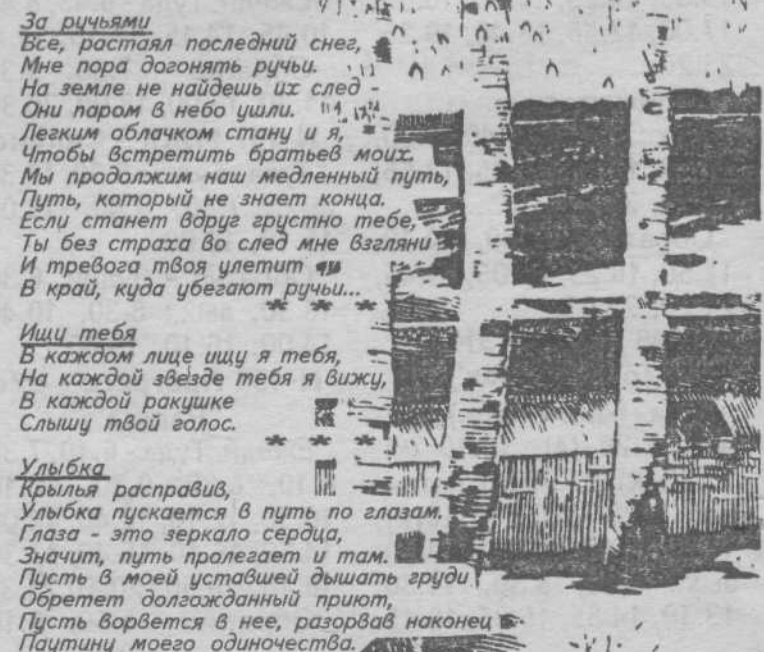 За ручьями
Все, растаял последний снег,
Мне пора догонять ручьи.
На земле не найдешь их след -
Они паром в небо ушли.
Легким облачком стану и я,
Чтобы встретить братьев моих.
Мы продолжим наш медленный путь,
Путь, который не знает конца.
Если станет вдруг грустно тебе,
Ты без страха во след мне взгляни
И тревога твоя улетит
В край, куда убегают ручьи...
* * *
Ищу тебя
В каждом лице ищу я тебя,
На каждой звезде тебя я вижу,
В каждой ракушке
Слышу твой голос.
* * *
Улыбка
Крылья расправив,
Улыбка пускается в путь по глазам.
Глаза - это зеркало сердца,
Значит, путь пролегает и там.
Пусть в моей уставшей дышать груди
Обретет долгожданный приют,
Пусть ворвется в нее, разорвав наконец
Паутину моего одиночества.